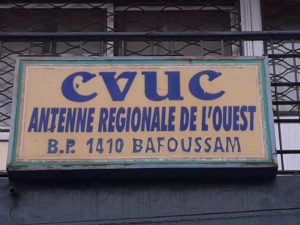 CVUC
ANTENNE REGIONALE DE L'OUEST
B.P. 1410 BAFOUSSAM